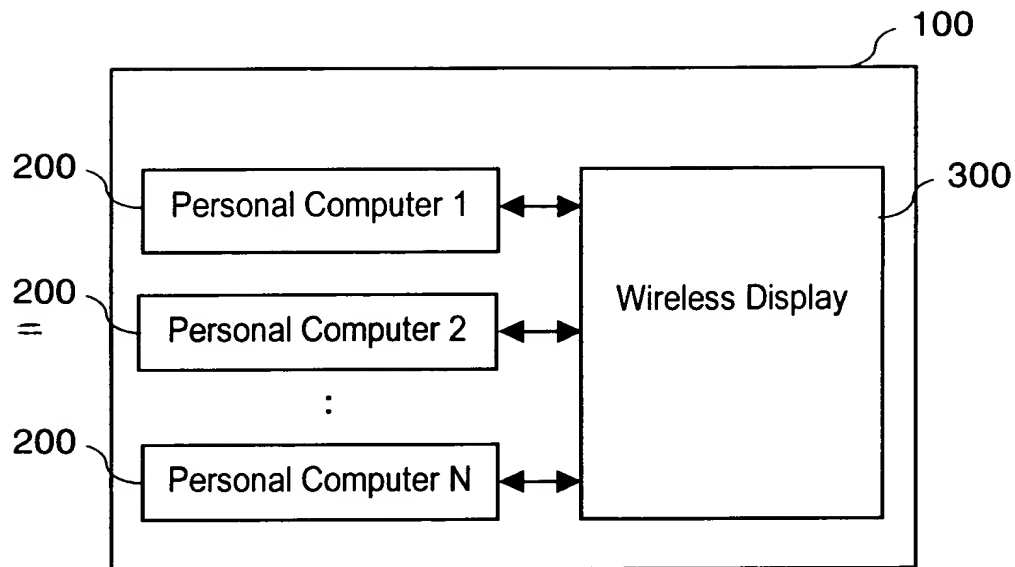 100
200
Personal Computer 1
300
200
=
Personal Computer 2
Wireless Display
:
200
Personal Computer N